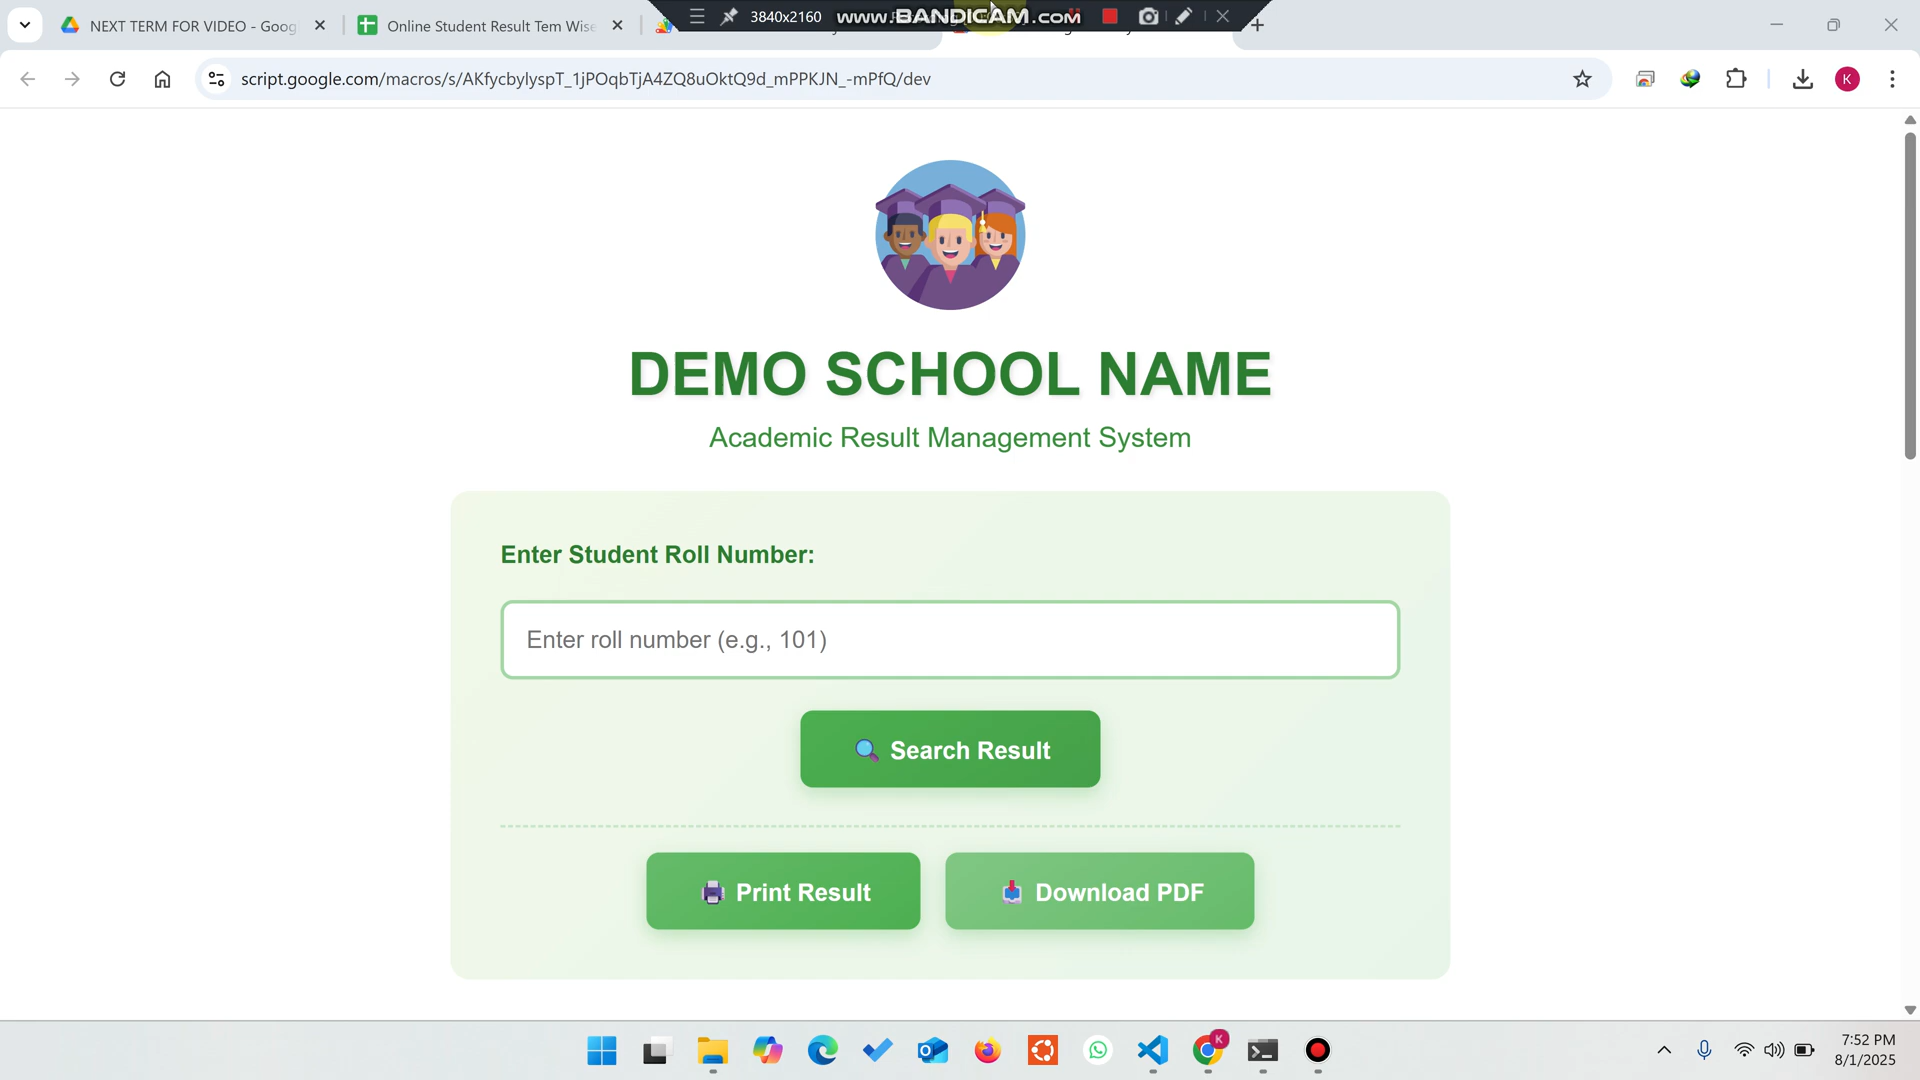 NEXT TERM FOR VIDEO - Goog
Online Student Result Tem Wise
3840x2160
www.BANDICAM.com
script.google.com/macros/s/AKfycbylyspT_1jPOqbTjA4ZQ8uOktQ9d_mPPKJN_-mPfQ/dev
K
DEMO SCHOOL NAME
Academic Result Management System
Enter Student Roll Number:
Enter roll number (e.g., 101)
Search Result
Print Result
Download PDF
K
7:52 PM
8/1/2025